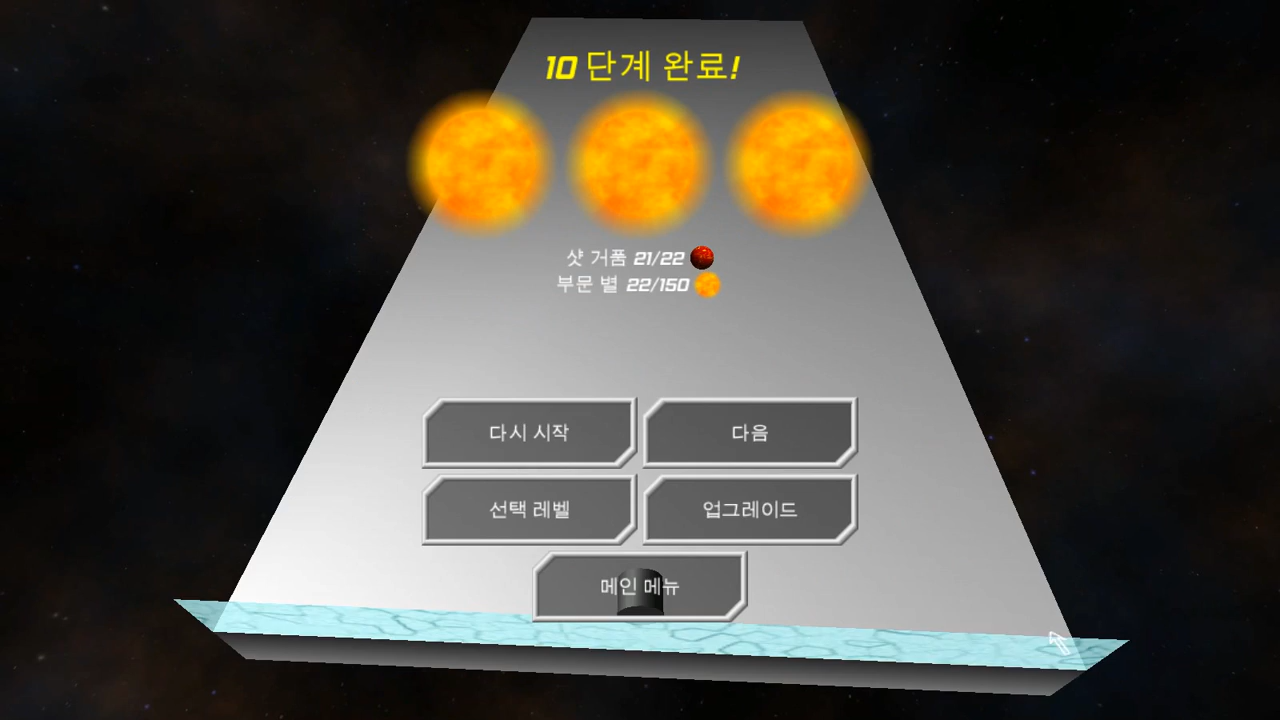 10 단계 완료!
샷 거품 21/22
부문 별 22/150
다시 시작
다음
선택 레벨
업그레이드
메인 메뉴